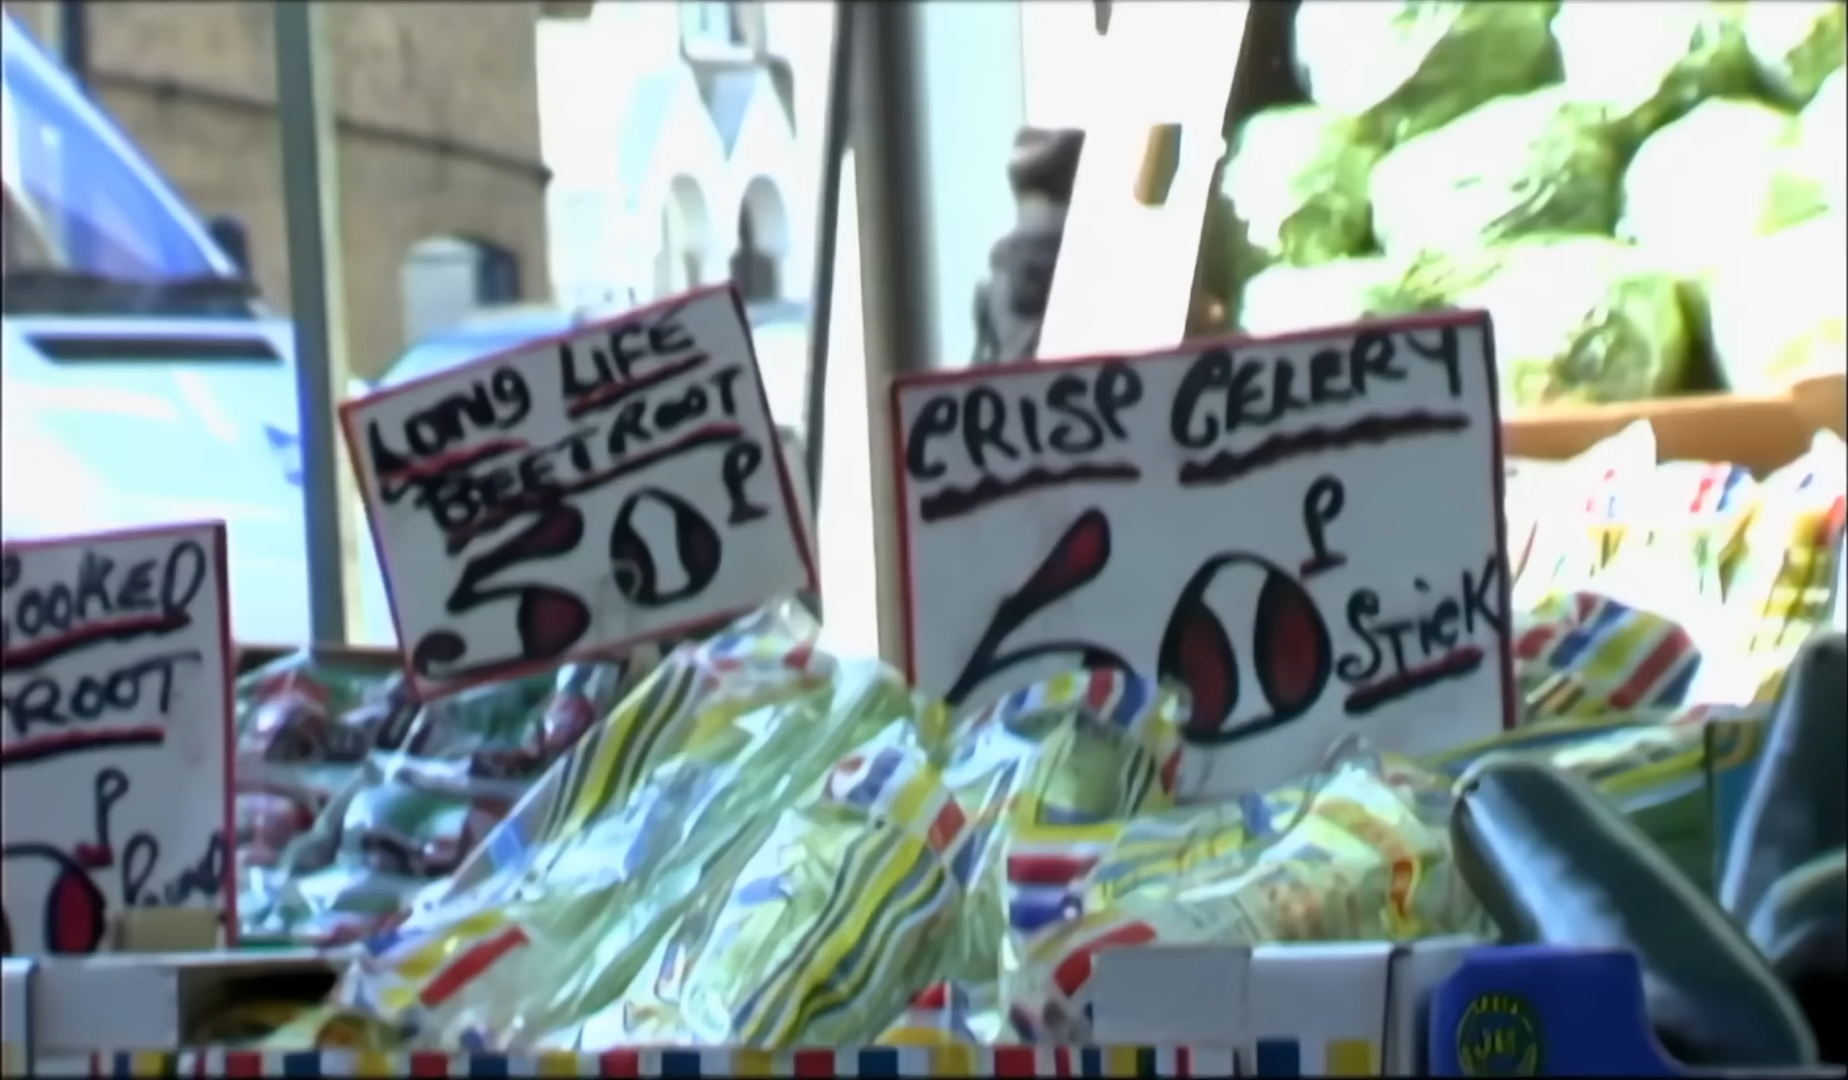 COOKED
ROOT
P
LONG LIFE
BEETROOT
50P
CRISP CELERY
60P
STICK